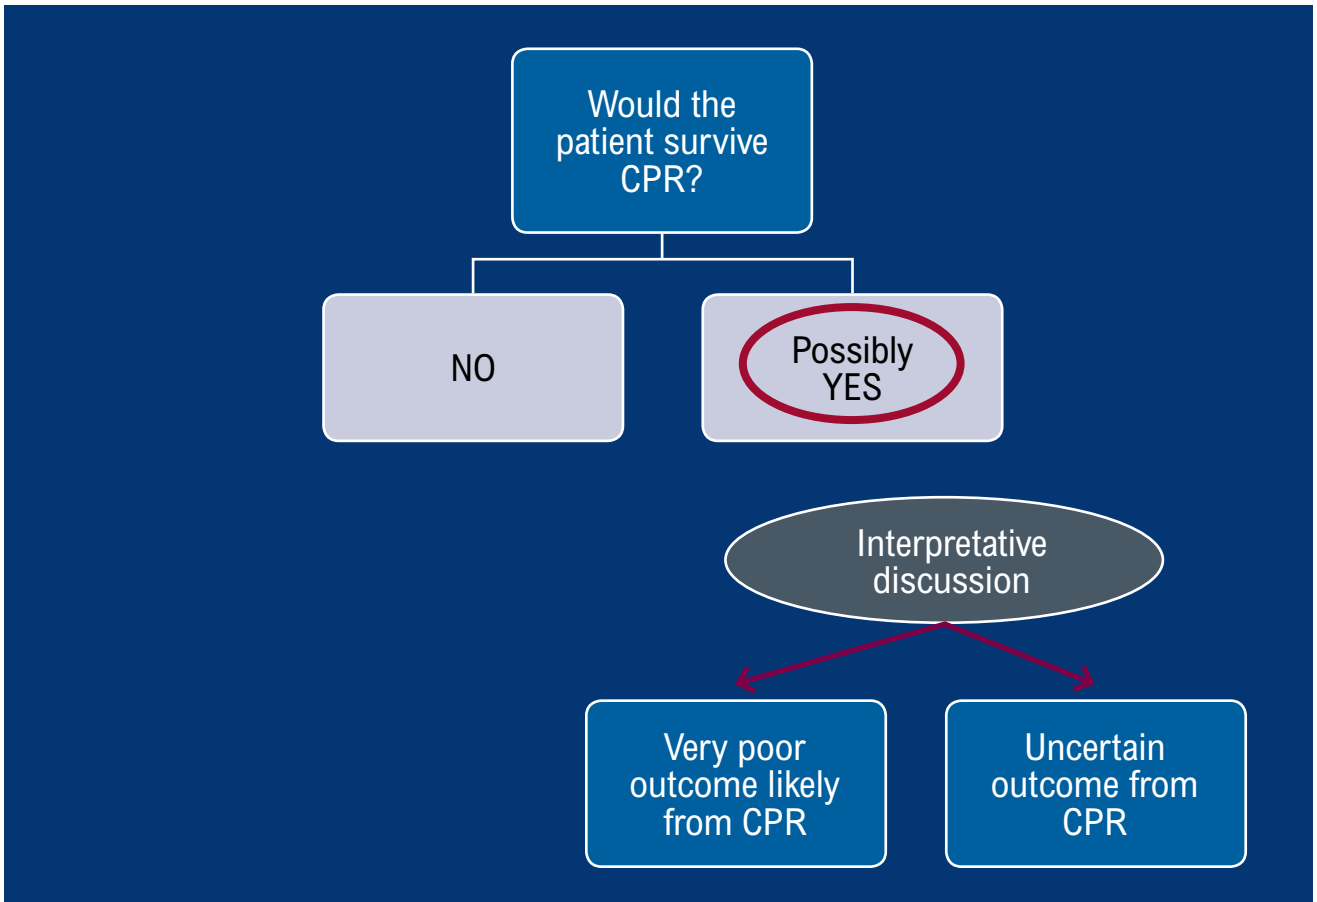 Would the
patient survive
CPR?
NO
Possibly
YES
Interpretative
discussion
Very poor
outcome likely
from CPR
Uncertain
outcome from
CPR